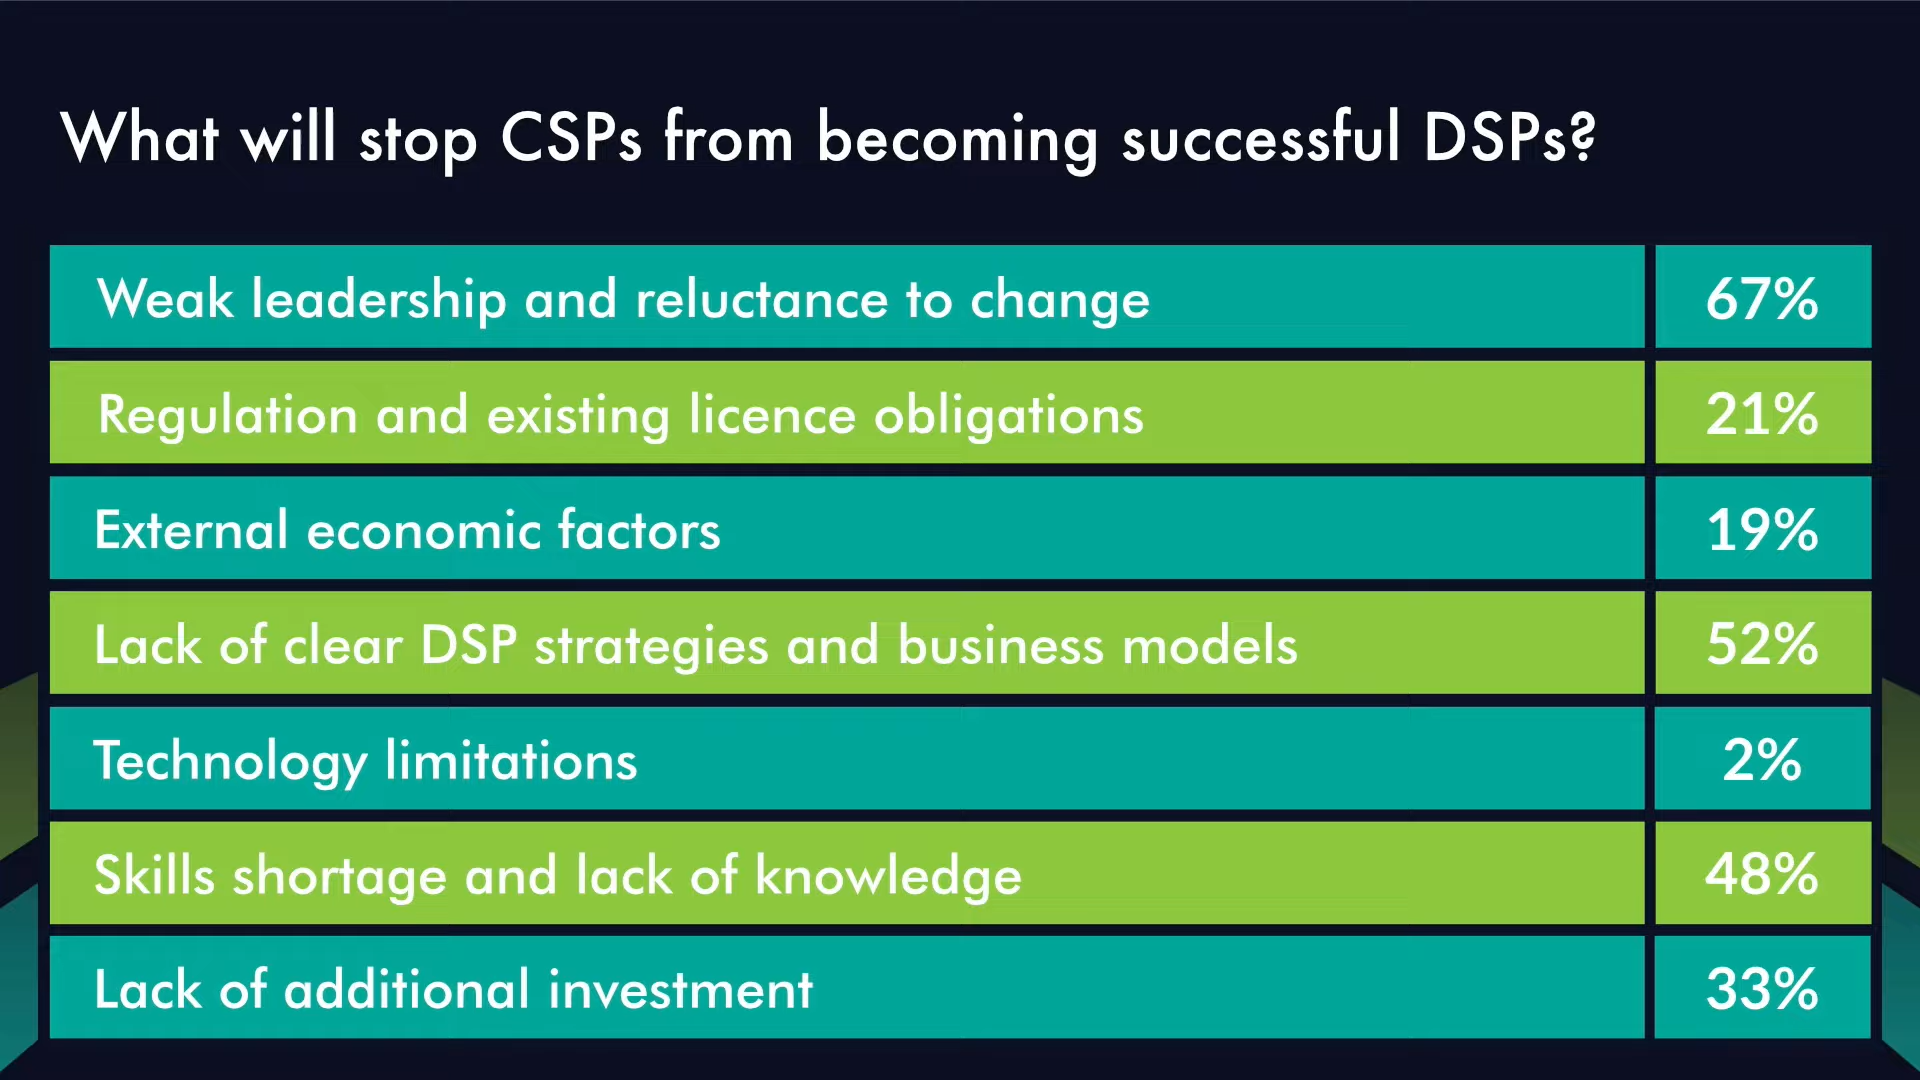 What will stop CSPs from becoming successful DSPs?
Weak leadership and reluctance to change 67%
Regulation and existing licence obligations 21%
External economic factors 19%
Lack of clear DSP strategies and business models 52%
Technology limitations 2%
Skills shortage and lack of knowledge 48%
Lack of additional investment 33%